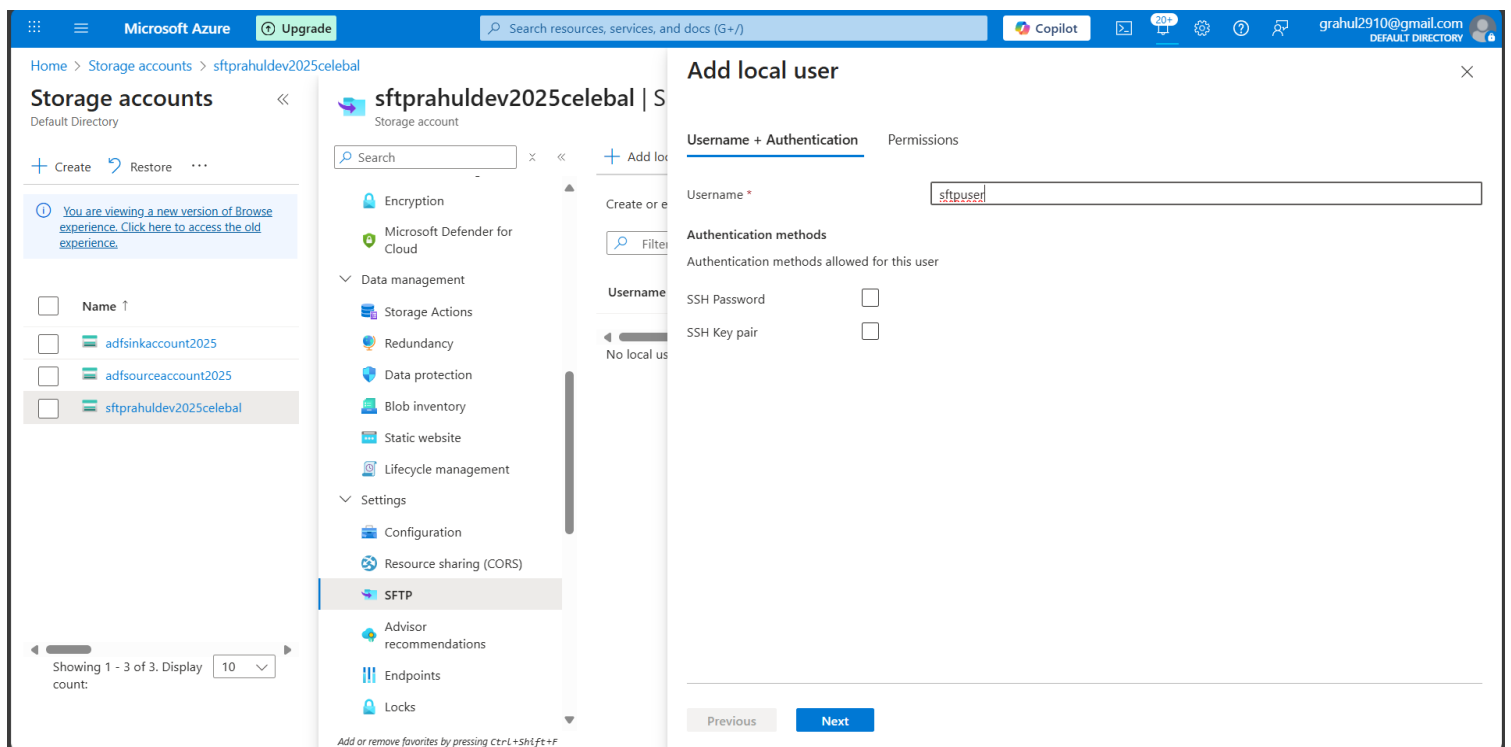 Microsoft Azure
Upgrade
Search resources, services, and docs (G+/)
Copilot
20+
grahul2910@gmail.com
DEFAULT DIRECTORY
Home > Storage accounts > sftprahuldev2025celebal
Storage accounts
Default Directory
Create
Restore
You are viewing a new version of Browse
experience. Click here to access the old
experience.
Name ↑
adfsinkaccount2025
adfsourceaccount2025
sftprahuldev2025celebal
Showing 1 - 3 of 3. Display
count:
10
sftprahuldev2025celebal | S
Storage account
Search
Encryption
Microsoft Defender for
Cloud
Data management
Storage Actions
Redundancy
Data protection
Blob inventory
Static website
Lifecycle management
Settings
Configuration
Resource sharing (CORS)
SFTP
Advisor
recommendations
Endpoints
Locks
Add or remove favorites by pressing Ctrl+Shift+F
Add loc
Create or e
Filter
Username
No local us
Add local user
Username + Authentication
Permissions
Username *
sftpuser
Authentication methods
Authentication methods allowed for this user
SSH Password
SSH Key pair
Previous
Next